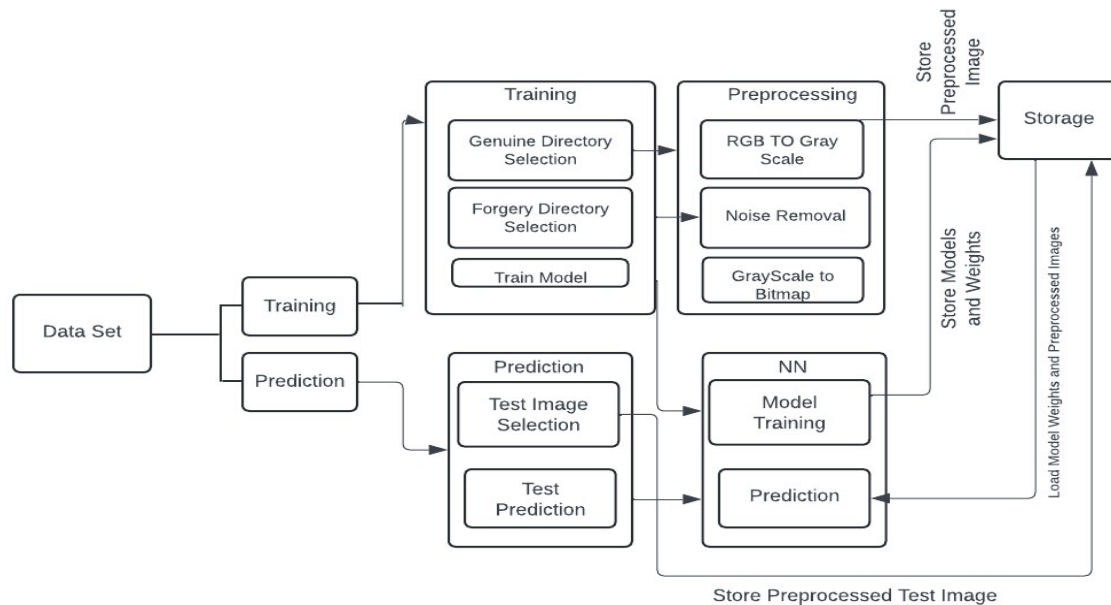 Data Set
Training
Prediction
Training
Genuine Directory
Selection
Forgery Directory
Selection
Train Model
Preprocessing
RGB TO Gray
Scale
Noise Removal
GrayScale to
Bitmap
Prediction
Test Image
Selection
Test
Prediction
NN
Model
Training
Prediction
Store
Preprocessed
Image
Storage
Store Models
and Weights
Load Model Weights and Preprocessed Images
Store Preprocessed Test Image